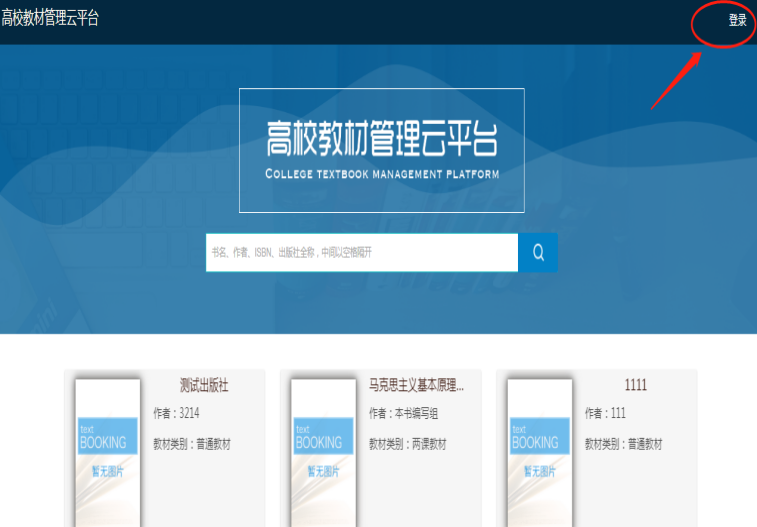 高校教材管理云平台
登录
高校教材管理云平台
COLLEGE TEXTBOOK MANAGEMENT PLATFORM
书名、作者、ISBN、出版社全称，中间以空格隔开
测试出版社
作者：3214
教材类别：普通教材
text
BOOKING
暂无图片
马克思主义基本原理...
作者：本书编写组
教材类别：两课教材
text
BOOKING
暂无图片
1111
作者：111
教材类别：普通教材
text
BOOKING
暂无图片